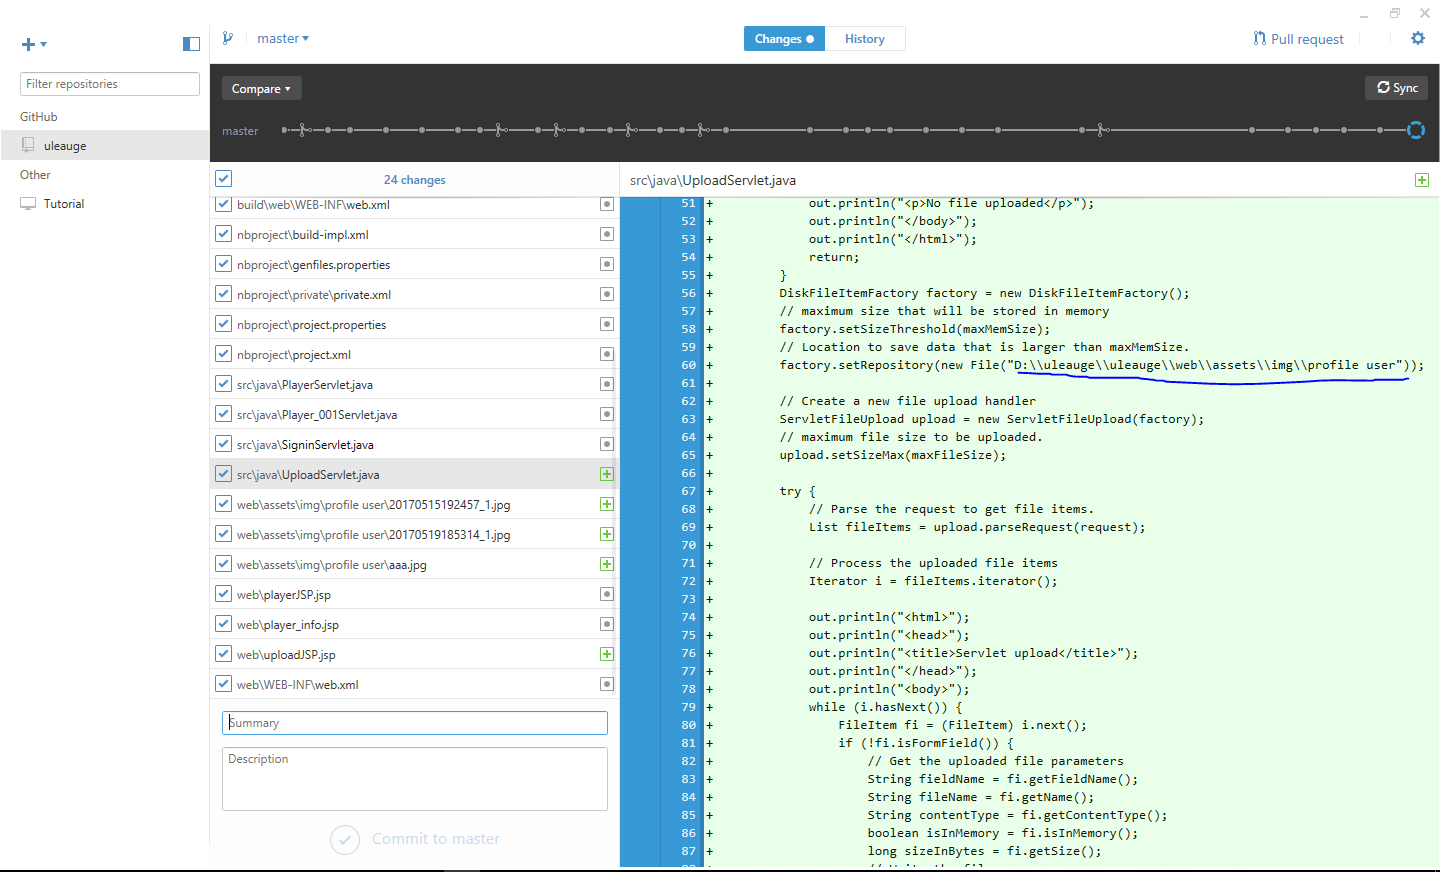 master
Changes
History
Pull request
Filter repositories
GitHub
uleauge
Other
Tutorial
Compare
Sync
master
24 changes
build\web\WEB-INF\web.xml
nbproject\build-impl.xml
nbproject\genfiles.properties
nbproject\private\private.xml
nbproject\project.properties
nbproject\project.xml
src\java\PlayerServlet.java
src\java\Player_001Servlet.java
src\java\SigninServlet.java
src\java\UploadServlet.java
web\assets\img\profile user\20170515192457_1.jpg
web\assets\img\profile user\20170519185314_1.jpg
web\assets\img\profile user\aaa.jpg
web\playerJSP.jsp
web\player_info.jsp
web\uploadJSP.jsp
web\WEB-INF\web.xml
Summary
Description
Commit to master
src\java\UploadServlet.java
51 + out.println("<p>No file uploaded</p>");
52 + out.println("</body>");
53 + out.println("</html>");
54 + return;
55 + }
56 + DiskFileItemFactory factory = new DiskFileItemFactory();
57 + // maximum size that will be stored in memory
58 + factory.setSizeThreshold(maxMemSize);
59 + // Location to save data that is larger than maxMemSize.
60 + factory.setRepository(new File("D:\\uleauge\\uleauge\\web\\assets\\img\\profile user"));
61 +
62 + // Create a new file upload handler
63 + ServletFileUpload upload = new ServletFileUpload(factory);
64 + // maximum file size to be uploaded.
65 + upload.setSizeMax(maxFileSize);
66 +
67 + try {
68 + // Parse the request to get file items.
69 + List fileItems = upload.parseRequest(request);
70 +
71 + // Process the uploaded file items
72 + Iterator i = fileItems.iterator();
73 +
74 + out.println("<html>");
75 + out.println("<head>");
76 + out.println("<title>Servlet upload</title>");
77 + out.println("</head>");
78 + out.println("<body>");
79 + while (i.hasNext()) {
80 + FileItem fi = (FileItem) i.next();
81 + if (!fi.isFormField()) {
82 + // Get the uploaded file parameters
83 + String fieldName = fi.getFieldName();
84 + String fileName = fi.getName();
85 + String contentType = fi.getContentType();
86 + boolean isInMemory = fi.isInMemory();
87 + long sizeInBytes = fi.getSize();